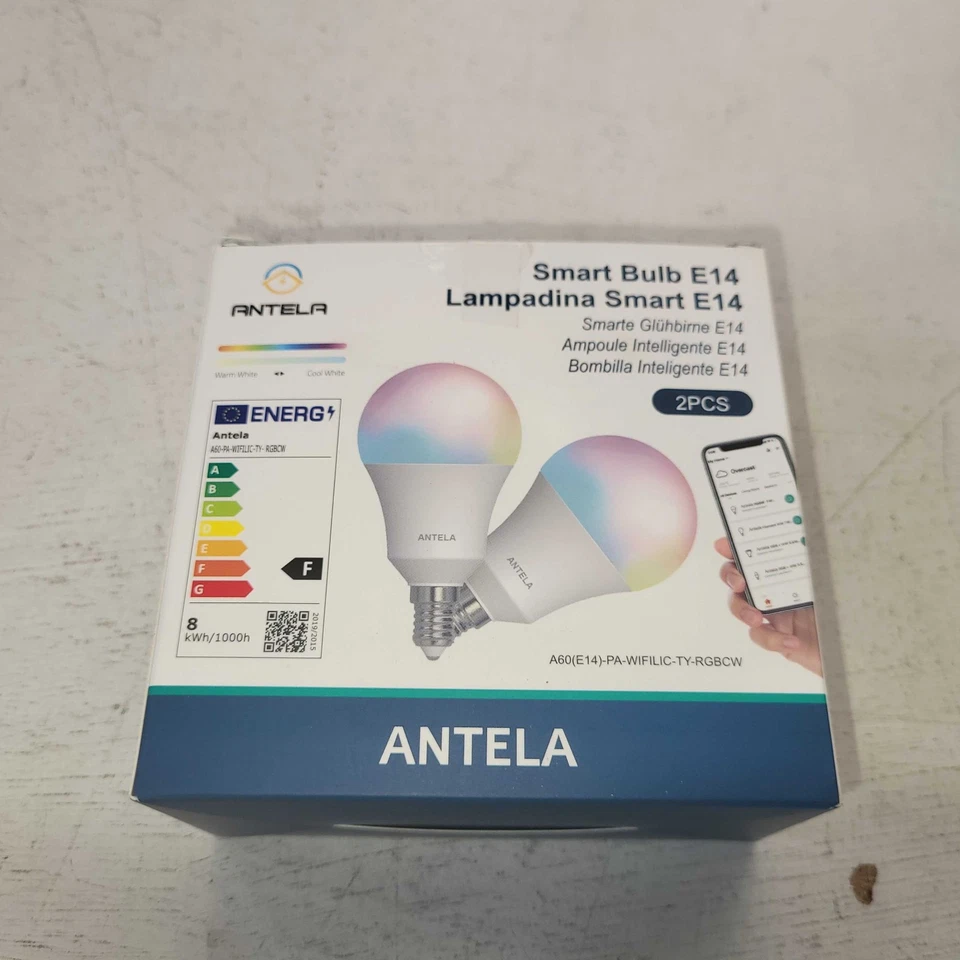 ANTELA
Smart Bulb E14
Lampadina Smart E14
Smarte Glühbirne E14
Ampoule Intelligente E14
Bombilla Inteligente E14
2PCS
Warm White
Cool White
ENERG
Antela
A60-PA-WIFILIC-TY- RGBCW
A
B
C
D
E
F
G
F
8
kWh/1000h
2019/2015
ANTELA
ANTELA
Overcast
A60(E14)-PA-WIFILIC-TY-RGBCW
ANTELA